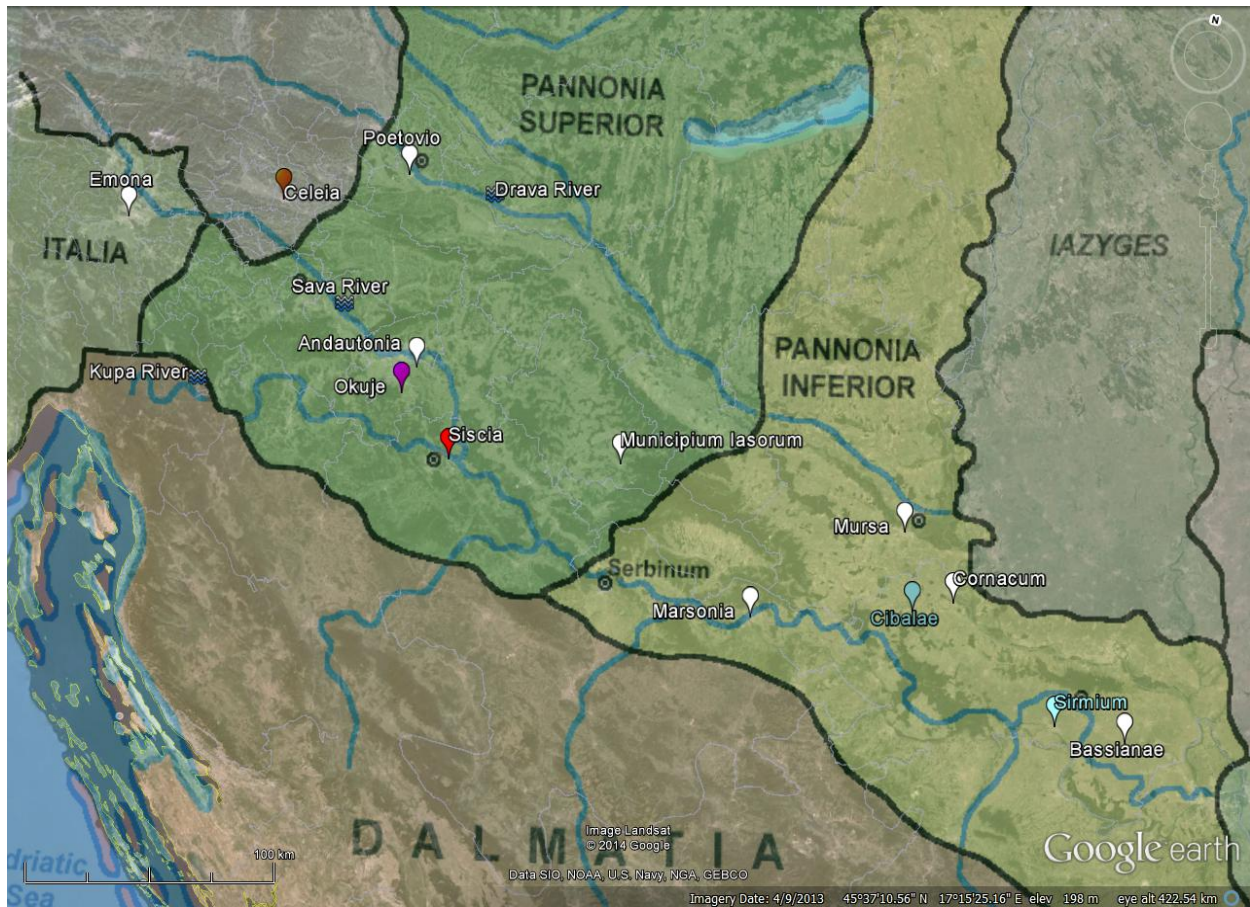 N
PANNONIA
SUPERIOR
Poetovio
Emona
Celeia
Drava River
ITALIA
IAZYGES
Sava River
Andautonia
PANNONIA
INFERIOR
Kupa River
Okuje
Siscia
Municipium Iasorum
Mursa
Serbinum
Cornacum
Marsonia
Cibalae
Sirmium
Bassianae
DALMATIA
Image Landsat
© 2014 Google
100 km
Google earth
driatic
Sea
Data SIO, NOAA, U.S. Navy, NGA, GEBCO
Imagery Date: 4/9/2013 45°37'10.56" N 17°15'25.16" E elev 198 m eye alt 422.54 km